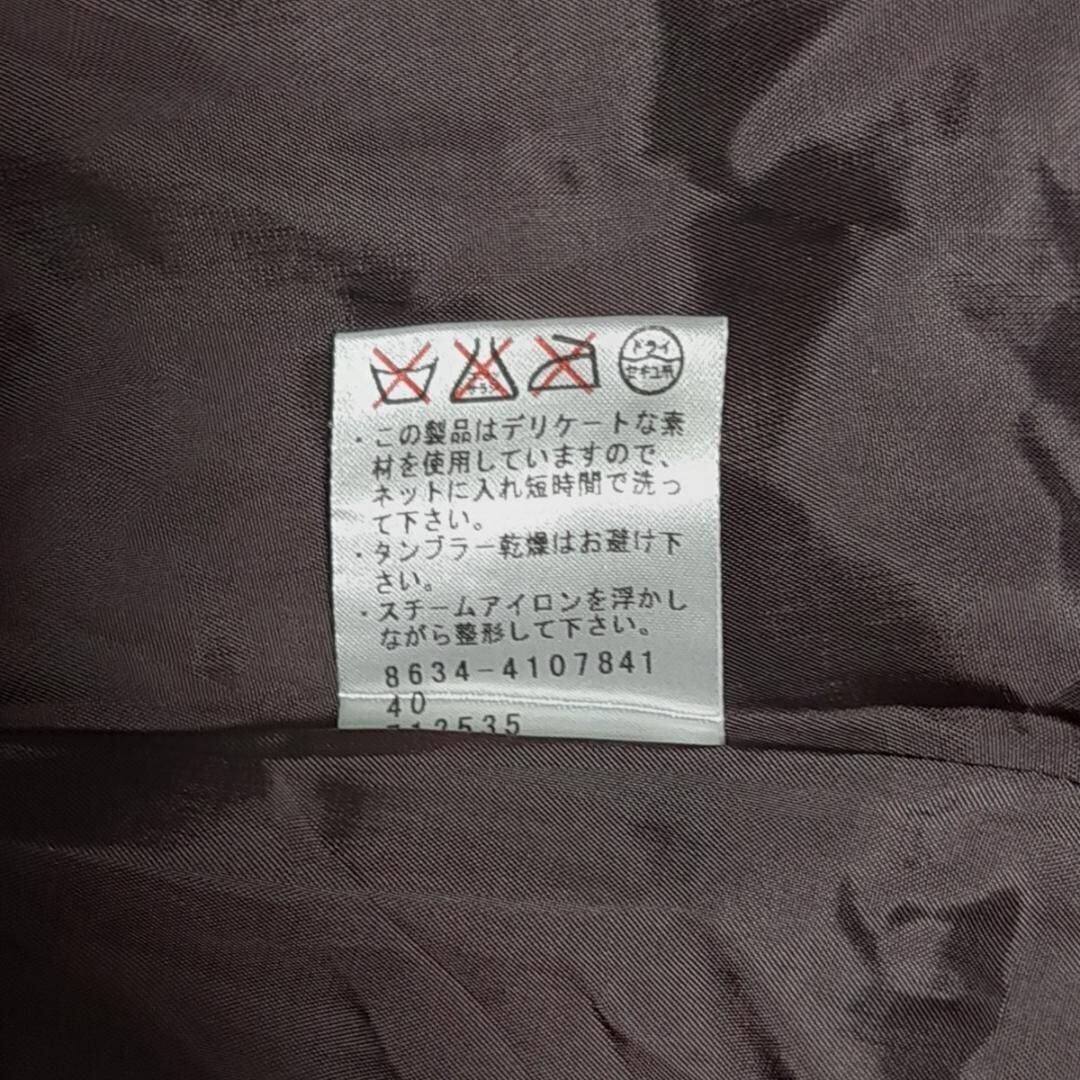 ドライ
セキユ系
・この製品はデリケートな素
材を使用していますので、
ネットに入れ短時間で洗っ
て下さい。
・タンブラー乾燥はお避け下
さい。
・スチームアイロンを浮かし
ながら整形して下さい。
8634-4107841
40